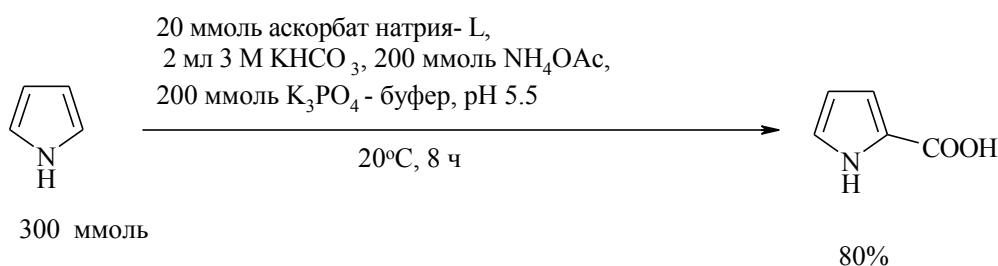 20 ммоль аскорбат натрия- L,
2 мл 3 М KHCO3, 200 ммоль NH4OAc,
200 ммоль K3PO4 - буфер, pH 5.5
N
H
20oC, 8 ч
N
H
COOH
300 ммоль
80%